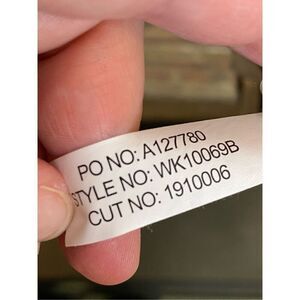 PO NO: A127780
STYLE NO: WK10069B
CUT NO: 1910006